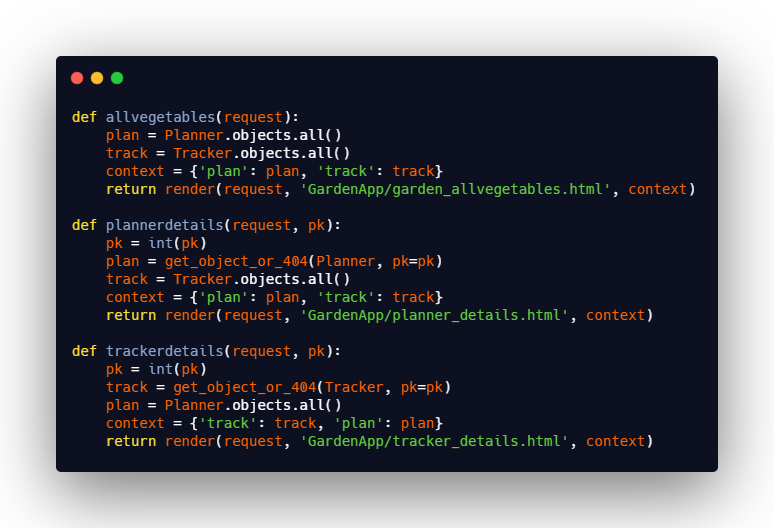 def allvegetables(request):
    plan = Planner.objects.all()
    track = Tracker.objects.all()
    context = {'plan': plan, 'track': track}
    return render(request, 'GardenApp/garden_allvegetables.html', context)

def plannerdetails(request, pk):
    pk = int(pk)
    plan = get_object_or_404(Planner, pk=pk)
    track = Tracker.objects.all()
    context = {'plan': plan, 'track': track}
    return render(request, 'GardenApp/planner_details.html', context)

def trackerdetails(request, pk):
    pk = int(pk)
    track = get_object_or_404(Tracker, pk=pk)
    plan = Planner.objects.all()
    context = {'track': track, 'plan': plan}
    return render(request, 'GardenApp/tracker_details.html', context)